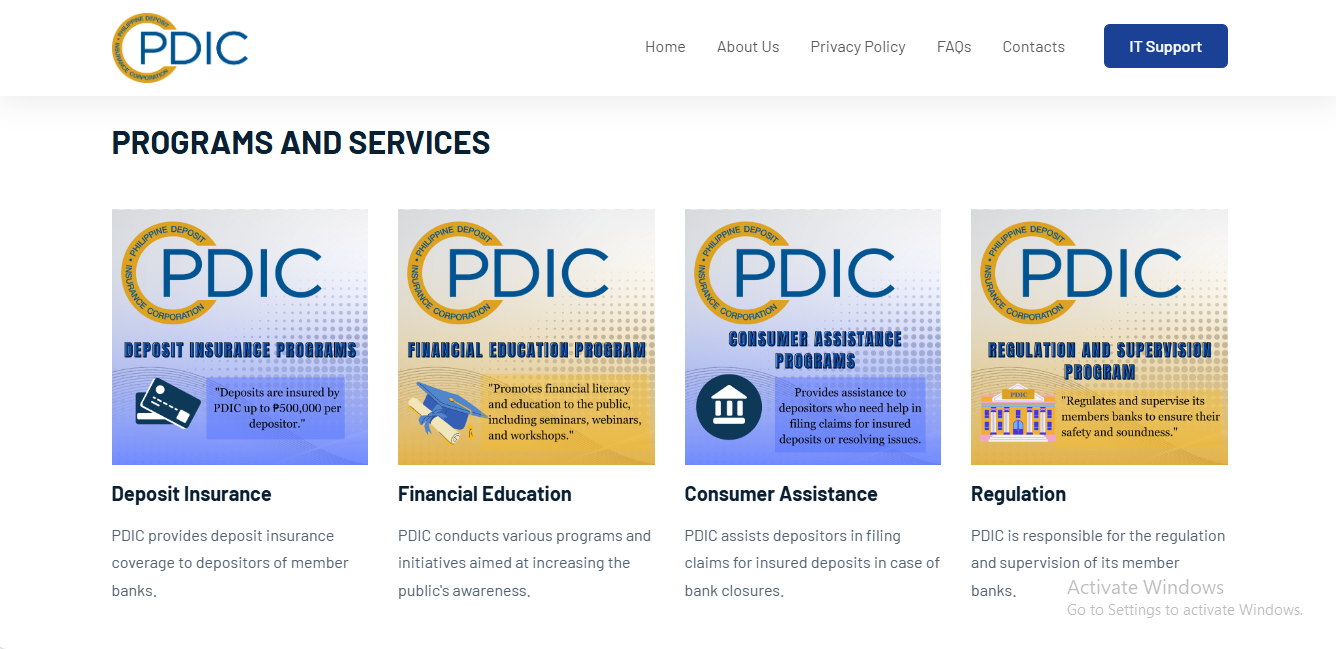 PHILIPPINE DEPOSIT INSURANCE CORPORATION
PDIC
Home
About Us
Privacy Policy
FAQs
Contacts
IT Support
PROGRAMS AND SERVICES
• PHILIPPINE DEPOSIT
INSURANCE CORPORATION
PDIC
DEPOSIT INSURANCE PROGRAMS
"Deposits are insured by
PDIC up to ₱500,000 per
depositor."
Deposit Insurance
PDIC provides deposit insurance
coverage to depositors of member
banks.
• PHILIPPINE DEPOSIT
INSURANCE CORPORATION
PDIC
FINANCIAL EDUCATION PROGRAM
"Promotes financial literacy
and education to the public,
including seminars, webinars,
and workshops."
Financial Education
PDIC conducts various programs and
initiatives aimed at increasing the
public's awareness.
• PHILIPPINE DEPOSIT
INSURANCE CORPORATION
PDIC
CONSUMER ASSISTANCE
PROGRAMS
Provides assistance to
depositors who need help in
filing claims for insured
deposits or resolving issues.
Consumer Assistance
PDIC assists depositors in filing
claims for insured deposits in case of
bank closures.
• PHILIPPINE DEPOSIT
INSURANCE CORPORATION
PDIC
REGULATION AND SUPERVISION
PROGRAM
PDIC
"Regulates and supervise its
members banks to ensure their
safety and soundness."
Regulation
PDIC is responsible for the regulation
and supervision of its member
banks.
Activate Windows
Go to Settings to activate Windows.